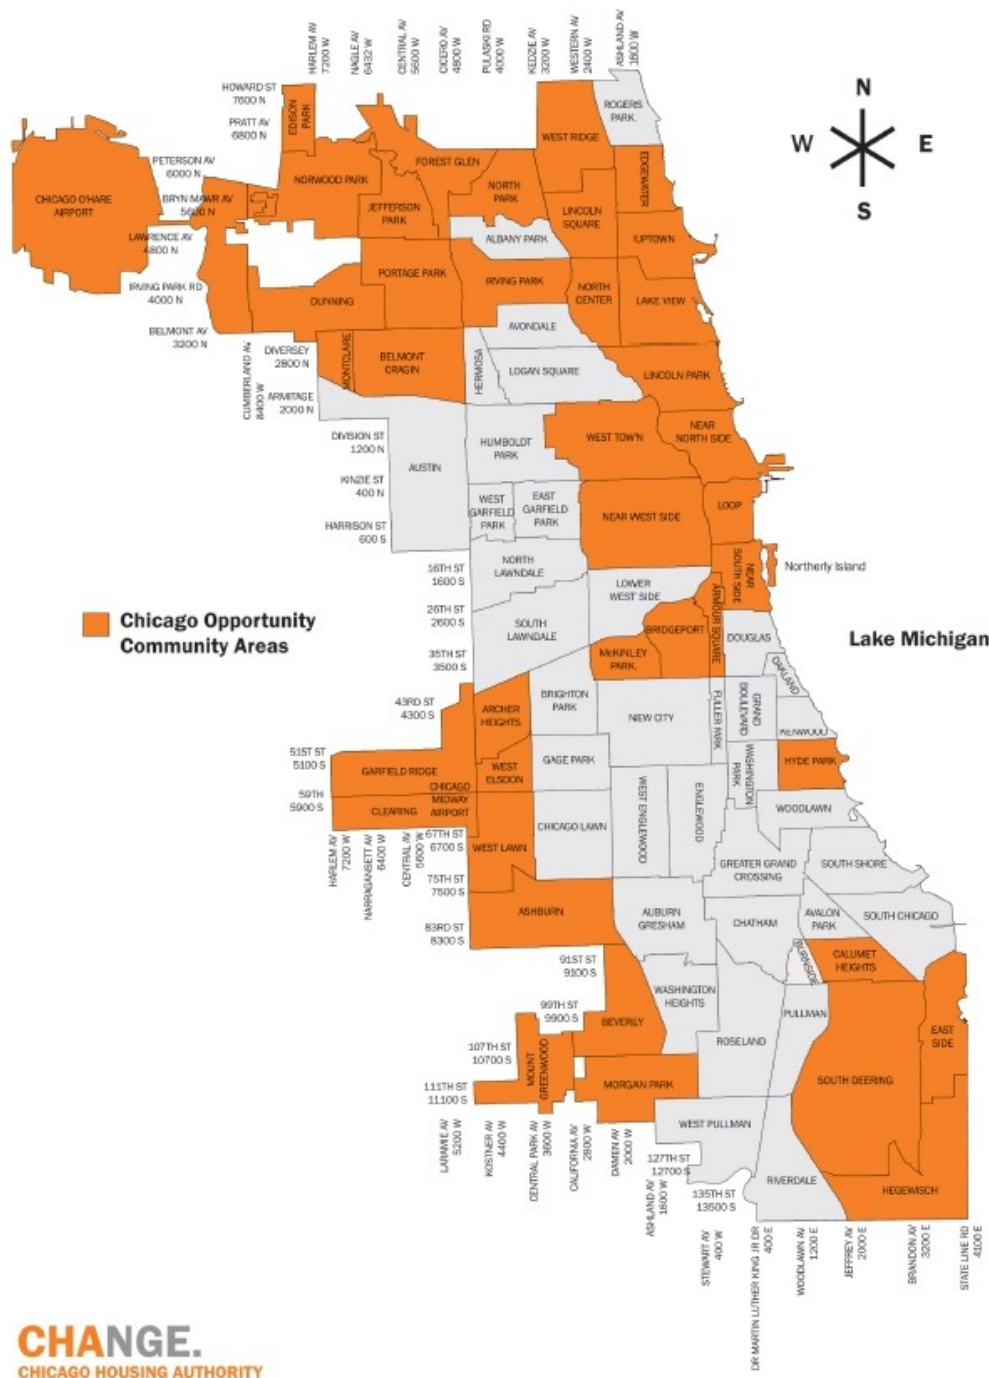 HARLEM AV
7200 W
NAGLE AV
6432 W
CENTRAL AV
5600 W
CICERO AV
4800 W
PULASKI RD
4000 W
KEDZIE AV
3200 W
WESTERN AV
2400 W
ASHLAND AV
1800 W
HOWARD ST
7600 N
PRATT AV
6800 N
PETERSON AV
6000 N
BRYN MAWR AV
5600 N
LAWRENCE AV
4800 N
IRVING PARK RD
4000 N
BELMONT AV
3200 N
CUMBERLAND AV
8400 W
DIVERSEY
2800 N
ARMITAGE
2000 N
DIVISION ST
1200 N
KINZIE ST
400 N
HARRISON ST
600 S
16TH ST
1600 S
26TH ST
2600 S
35TH ST
3500 S
43RD ST
4300 S
51ST ST
5100 S
59TH
5900 S
67TH ST
6700 S
75TH ST
7500 S
83RD ST
8300 S
91ST ST
9100 S
99TH ST
9900 S
107TH ST
10700 S
111TH ST
11100 S
127TH ST
12700 S
135TH ST
13500 S
N
W
E
S
CHICAGO O'HARE
AIRPORT
EDISON
PARK
NORWOOD PARK
JEFFERSON
PARK
FOREST GLEN
NORTH
PARK
WEST RIDGE
ROGERS
PARK.
EDGEWATER
LINCOLN
SQUARE
UPTOWN
ALBANY PARK
PORTAGE PARK
IRVING PARK
NORTH
CENTER
LAKE VIEW
DUNNING
MONTCLARE
BELMONT
CRAGIN
HERMOSA
AVONDALE
LOGAN SQUARE
LINCOLN PARK
AUSTIN
HUMBOLDT
PARK
WEST TOWN
NEAR
NORTH SIDE
WEST
GARFIELD
PARK
EAST
GARFIELD
PARK
NEAR WEST SIDE
LOOP
NORTH
LAWNDALE
LOWER
WEST SIDE
NEAR
SOUTH SIDE
Northerly Island
SOUTH
LAWNDALE
BRIDGEPORT
ARMOUR SQUARE
DOUGLAS
McKINLEY
PARK.
OAKLAND
Lake Michigan
Chicago Opportunity
Community Areas
ARCHER
HEIGHTS
BRIGHTON
PARK
NEW CITY
FULLER PARK
GRAND
BOULEVARD
KENWOOD
GARFIELD RIDGE
CHICAGO
MIDWAY
AIRPORT
CLEARING
WEST
ELSDON
GAGE PARK
WASHINGTON
PARK
HYDE PARK
WEST LAWN
CHICAGO LAWN
WEST ENGLEWOOD
ENGLEWOOD
WOODLAWN
GREATER GRAND
CROSSING
SOUTH SHORE
ASHBURN
AUBURN
GRESHAM
CHATHAM
AVALON
PARK
SOUTH CHICAGO
BURNSIDE
CALUMET
HEIGHTS
BEVERLY
WASHINGTON
HEIGHTS
ROSELAND
PULLMAN
EAST
SIDE
MOUNT
GREENWOOD
MORGAN PARK
SOUTH DEERING
WEST PULLMAN
RIVERDALE
HEGEWISCH
HARLEM AV
7200 W
NARRAGANSETT AV
6400 W
CENTRAL AV
5600 W
LARAMIE AV
5200 W
KOSTNER AV
4400 W
CENTRAL PARK AV
3600 W
CALIFORNIA AV
2800 W
DAMEN AV
2000 W
ASHLAND AV
1600 W
STEWART AV
400 W
DR MARTIN LUTHER KING JR DR
400 E
WOODLAWN AV
1200 E
JEFFREY AV
2000 E
BRANDON AV
3200 E
STATE LINE RD
4100 E
CHANGE.
CHICAGO HOUSING AUTHORITY